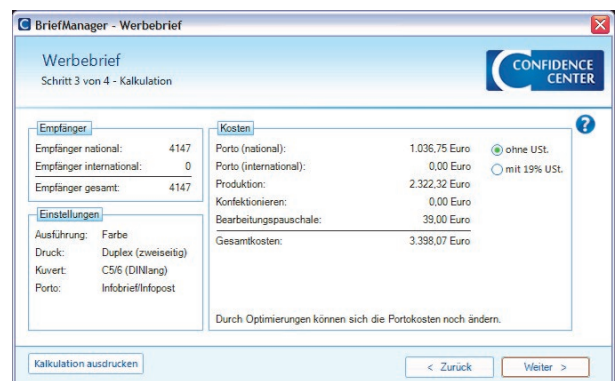 BriefManager - Werbebrief
Werbebrief
Schritt 3 von 4 - Kalkulation
CONFIDENCE
CENTER
Empfänger
Empfänger national: 4147
Empfänger international: 0
Empfänger gesamt: 4147
Einstellungen
Ausführung: Farbe
Druck: Duplex (zweiseitig)
Kuvert: C5/6 (DINlang)
Porto: Infobrief/Infopost
Kosten
Porto (national): 1.036,75 Euro
Porto (international): 0,00 Euro
Produktion: 2.322,32 Euro
Konfektionieren: 0,00 Euro
Bearbeitungspauschale: 39,00 Euro
Gesamtkosten: 3.398,07 Euro
Durch Optimierungen können sich die Portokosten noch ändern.
ohne USt.
mit 19% USt.
?
Kalkulation ausdrucken
< Zurück
Weiter >